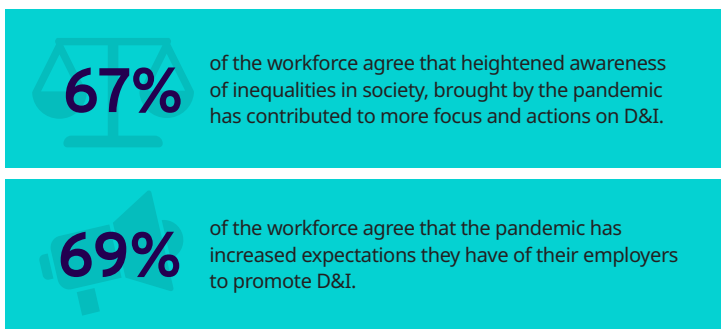 67%
of the workforce agree that heightened awareness
of inequalities in society, brought by the pandemic
has contributed to more focus and actions on D&I.
69%
of the workforce agree that the pandemic has
increased expectations they have of their employers
to promote D&I.